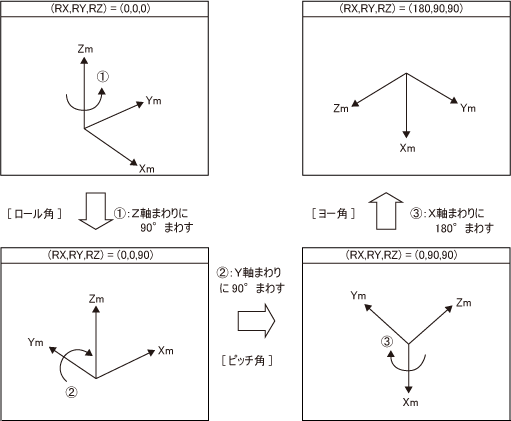 (RX,RY,RZ) = (0,0,0)
Zm
①
Ym
Xm
(RX,RY,RZ) = (180,90,90)
Zm
Ym
Xm
[ロール角]
①:Z軸まわりに
90°まわす
[ヨー角]
③:X軸まわりに
180°まわす
(RX,RY,RZ) = (0,0,90)
Zm
Ym
Xm
②
②:Y軸まわり
に90°まわす
[ピッチ角]
(RX,RY,RZ) = (0,90,90)
Ym
Zm
③
Xm